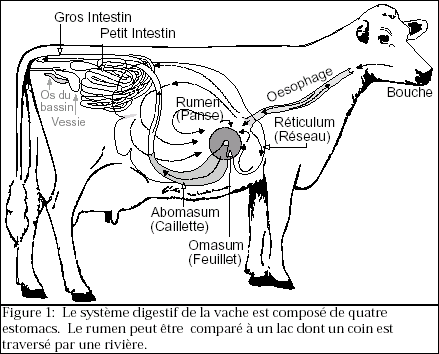 Gros Intestin
Petit Intestin
Oesophage
Bouche
Os du
bassin
Vessie
Rumen
(Panse)
Réticulum
(Réseau)
Abomasum
(Caillette)
Omasum
(Feuillet)
Figure 1: Le système digestif de la vache est composé de quatre
estomacs. Le rumen peut être comparé à un lac dont un coin est
traversé par une rivière.